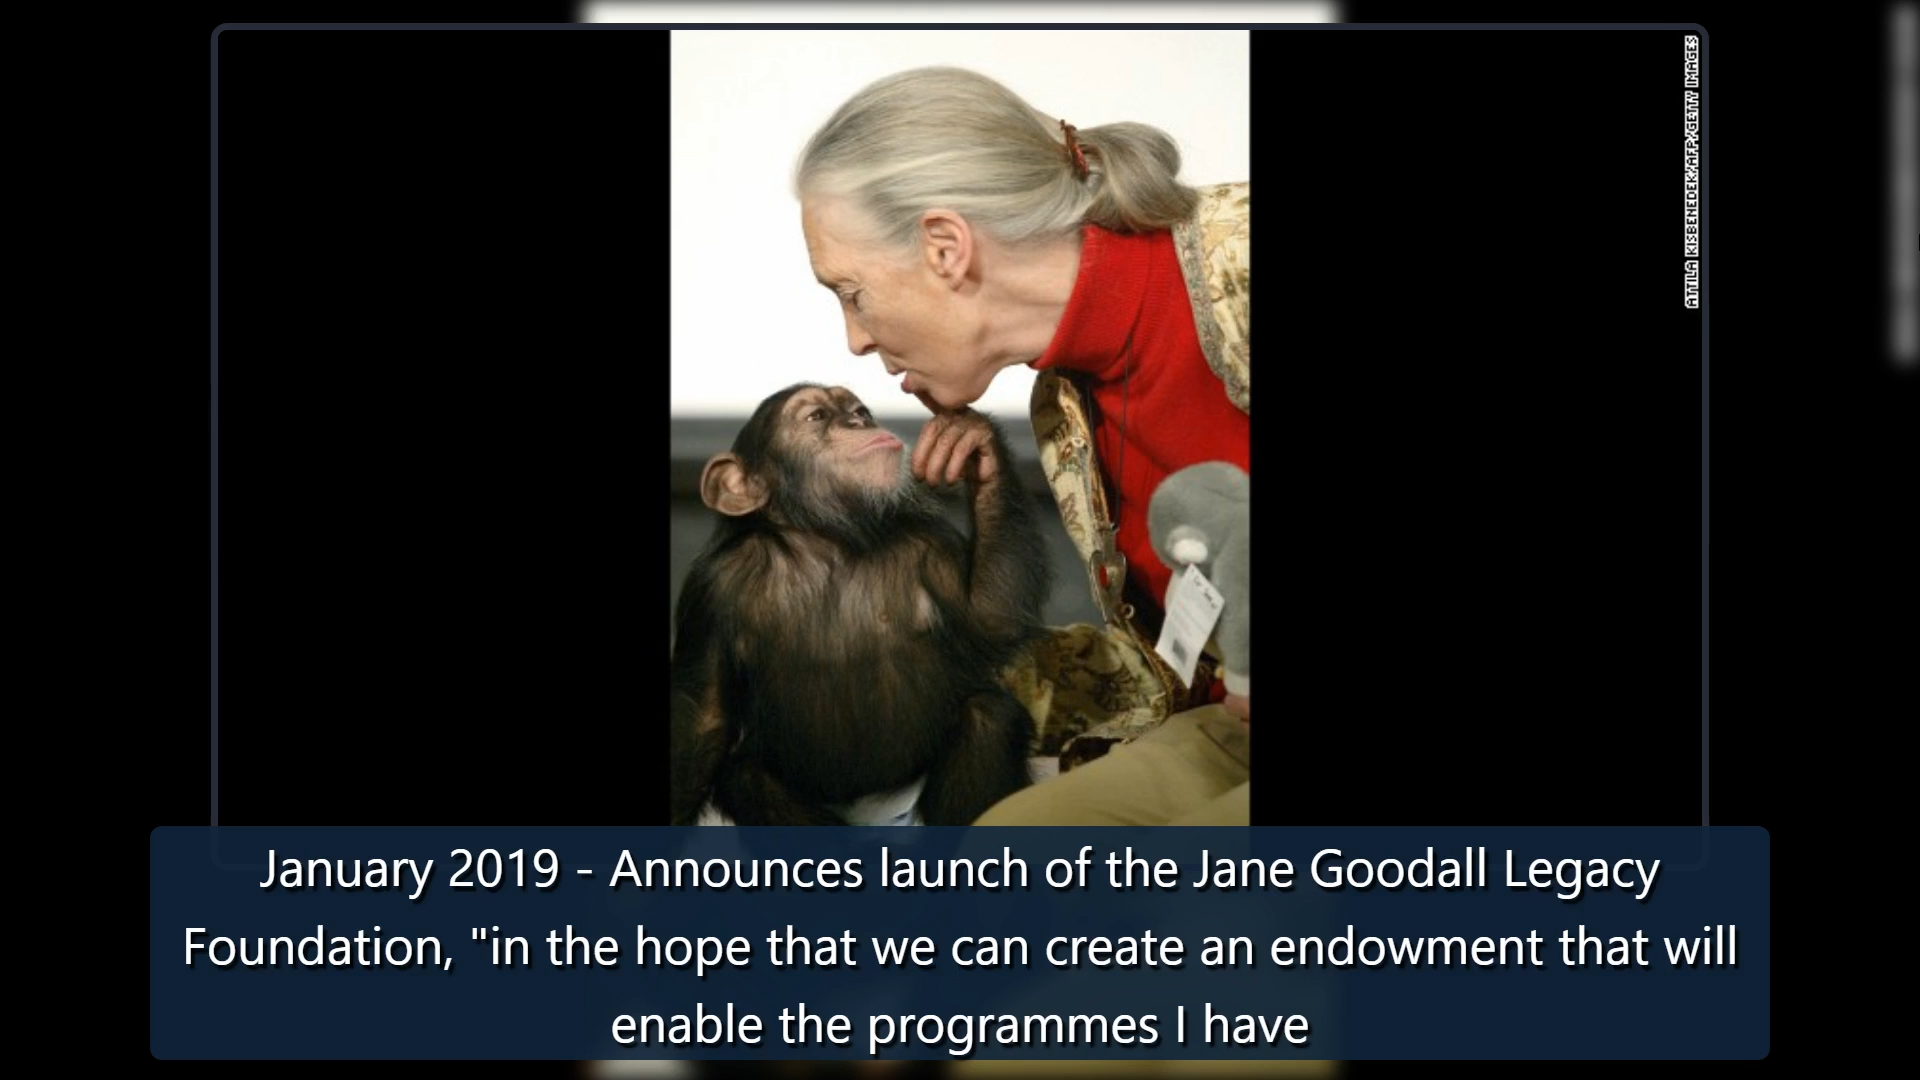 ATTILA KISBENEDEK/AFP/GETTY IMAGES
January 2019 - Announces launch of the Jane Goodall Legacy
Foundation, "in the hope that we can create an endowment that will
enable the programmes I have